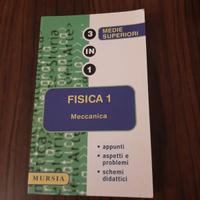 3
IN
1
MEDIE
SUPERIORI
FISICA 1
Meccanica
• appunti
• aspetti e
problemi
• schemi
didattici
MURSIA